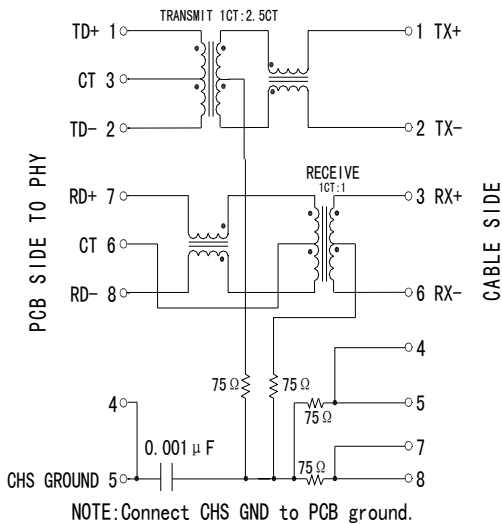 TRANSMIT 1CT:2.5CT
TD+ 1
1 TX+
CT 3
TD- 2
2 TX-
RECEIVE
1CT:1
RD+ 7
3 RX+
CT 6
RD- 8
6 RX-
PCB SIDE TO PHY
CABLE SIDE
4
75Ω
75Ω
5
75Ω
4
7
0.001μF
75Ω
CHS GROUND 5
8
NOTE:Connect CHS GND to PCB ground.